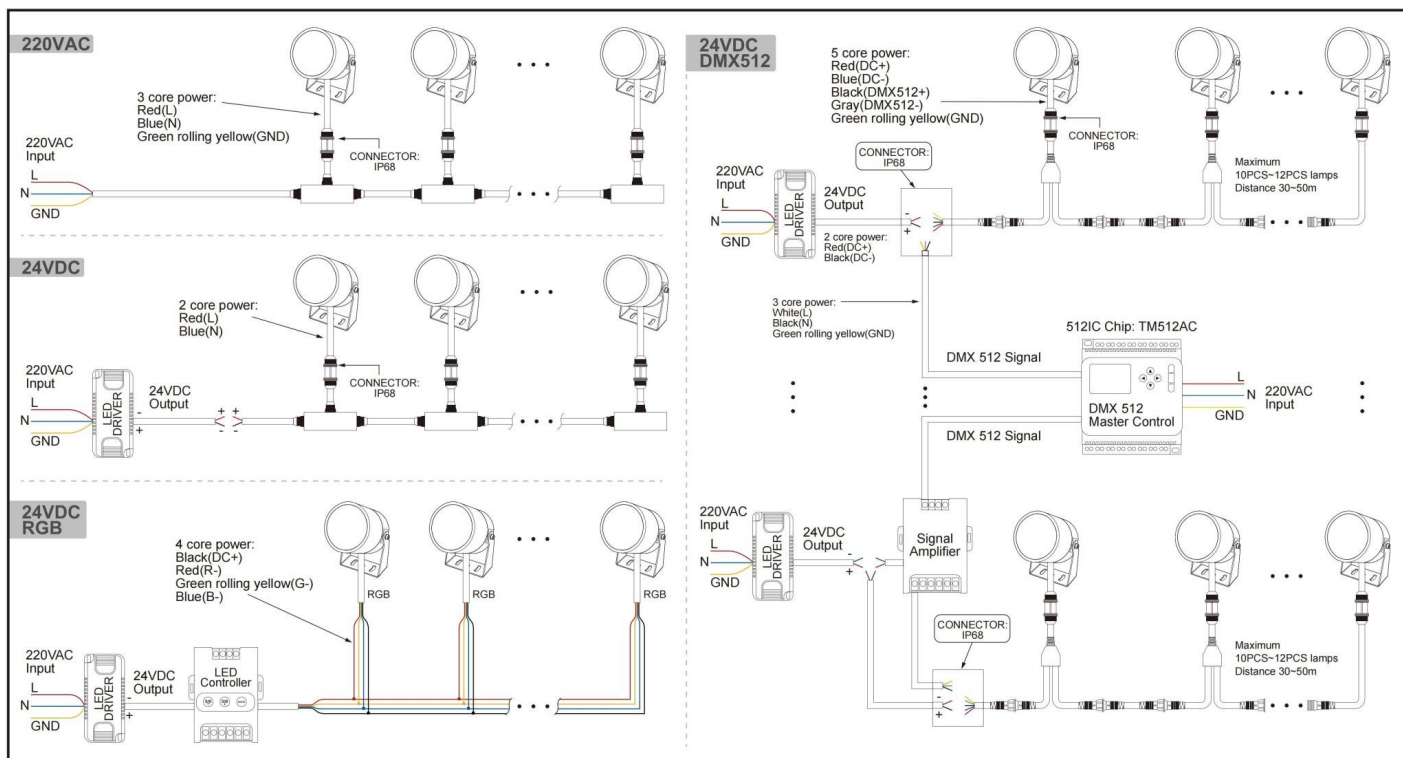 220VAC
3 core power:
Red(L)
Blue(N)
Green rolling yellow(GND)
CONNECTOR:
IP68
220VAC
Input
L
N
GND
24VDC
2 core power:
Red(L)
Blue(N)
CONNECTOR:
IP68
220VAC
Input
L
N
GND
LED
DRIVER
24VDC
Output
-
+
+ +
- -
24VDC
RGB
4 core power:
Black(DC+)
Red(R-)
Green rolling yellow(G-)
Blue(B-)
RGB
RGB
RGB
220VAC
Input
L
N
GND
LED
DRIVER
24VDC
Output
-
+
LED
Controller
24VDC
DMX512
5 core power:
Red(DC+)
Blue(DC-)
Black(DMX512+)
Gray(DMX512-)
Green rolling yellow(GND)
CONNECTOR:
IP68
CONNECTOR:
IP68
Maximum
10PCS~12PCS lamps
Distance 30~50m
220VAC
Input
L
N
GND
LED
DRIVER
24VDC
Output
-
+
2 core power:
Red(DC+)
Black(DC-)
3 core power:
White(L)
Black(N)
Green rolling yellow(GND)
512IC Chip: TM512AC
DMX 512 Signal
DMX 512
Master Control
L
N
GND
220VAC
Input
DMX 512 Signal
Signal
Amplifier
220VAC
Input
L
N
GND
LED
DRIVER
24VDC
Output
-
+
CONNECTOR:
IP68
-
+
Maximum
10PCS~12PCS lamps
Distance 30~50m